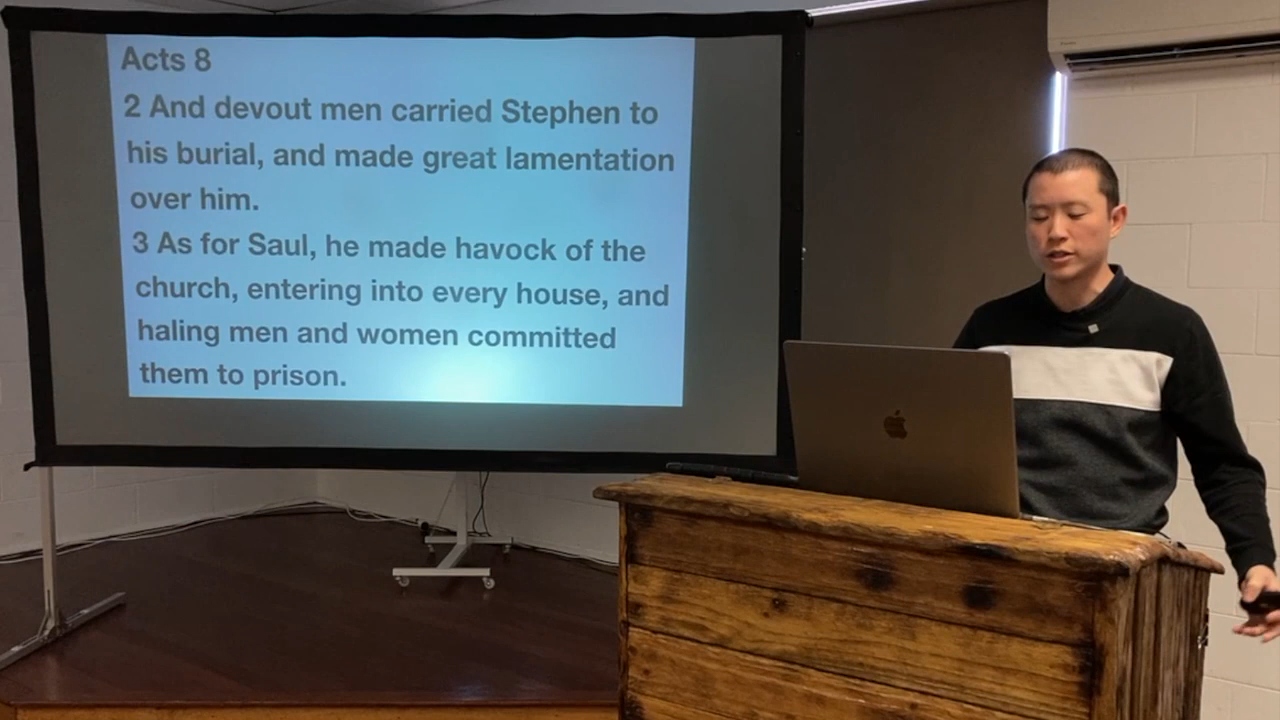 Acts 8
2 And devout men carried Stephen to
his burial, and made great lamentation
over him.
3 As for Saul, he made havock of the
church, entering into every house, and
haling men and women committed
them to prison.